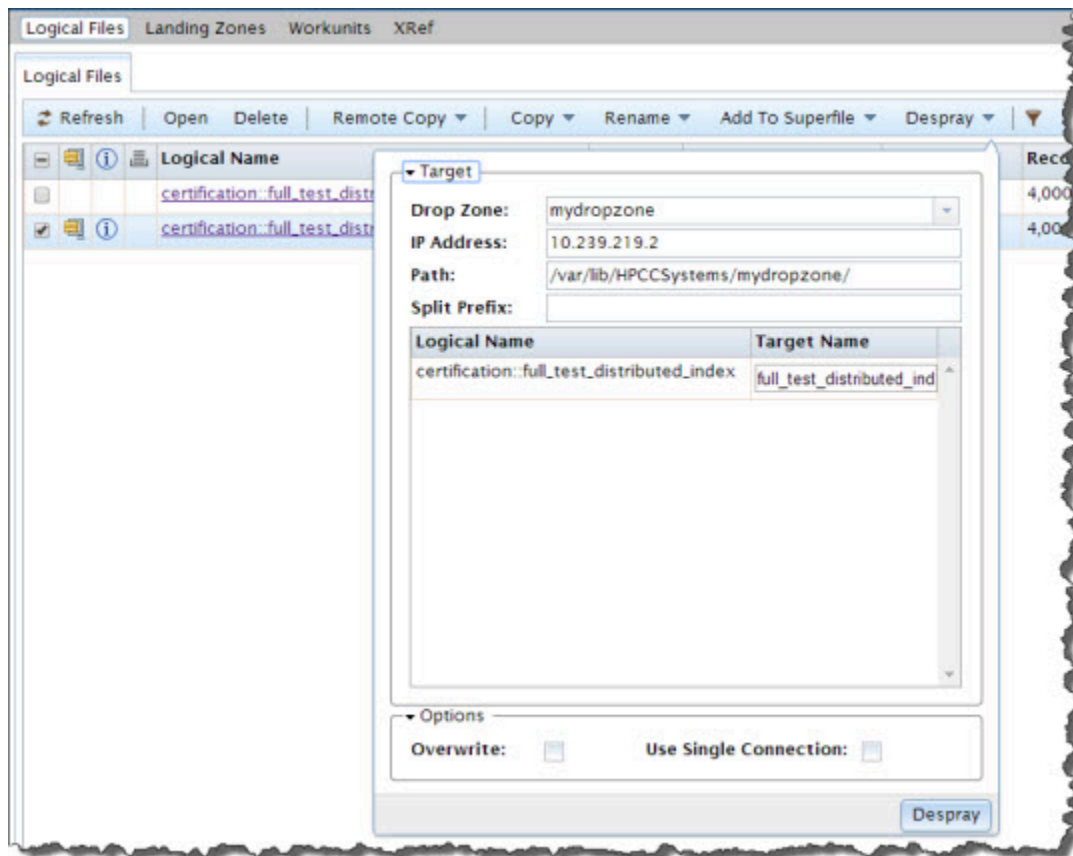 Logical Files Landing Zones Workunits XRef
Logical Files
Refresh Open Delete Remote Copy Copy Rename Add To Superfile Despray
Logical Name
certification::full_test_distr 4,000
certification::full_test_distr
Target
Drop Zone: mydropzone
IP Address: 10.239.219.2
Path: /var/lib/HPCCSystems/mydropzone/
Split Prefix:
Logical Name Target Name
certification::full_test_distributed_index full_test_distributed_ind
Options
Overwrite: Use Single Connection:
Despray